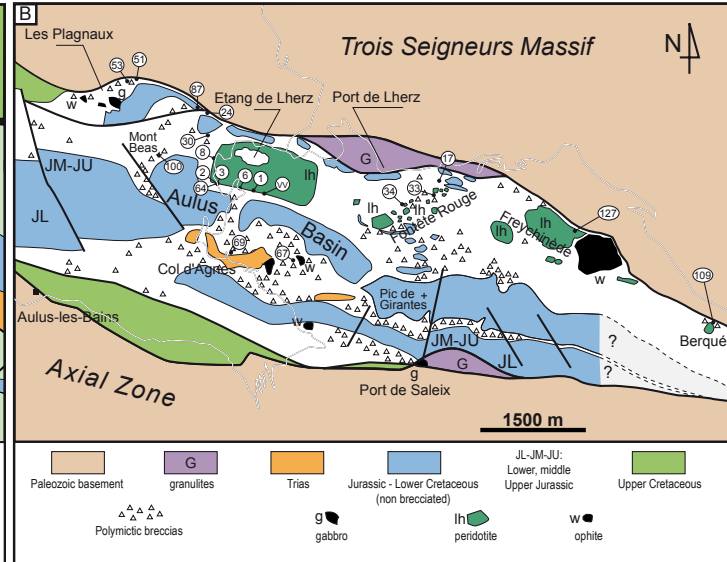 B
Les Plagnaux
Trois Seigneurs Massif
N
53
51
w
g
87
24
Etang de Lherz
Port de Lherz
Mont
Beas
30
8
100
2
3
6
1
vv
64
lh
G
17
34
33
JM-JU
JL
Aulus
Basin
lh
lh
Fontête Rouge
lh
lh
Freychinède
127
69
67
w
Col d'Agnes
w
109
Berqué
Pic de +
Girantes
Aulus-les-Bains
w
JM-JU
JL
?
?
g
G
Port de Saleix
Axial Zone
1500 m
G
JL-JM-JU:
Lower, middle
Upper Jurassic
Paleozoic basement
granulites
Trias
Jurassic - Lower Cretaceous
(non brecciated)
Upper Cretaceous
Polymictic breccias
g
gabbro
lh
peridotite
w
ophite